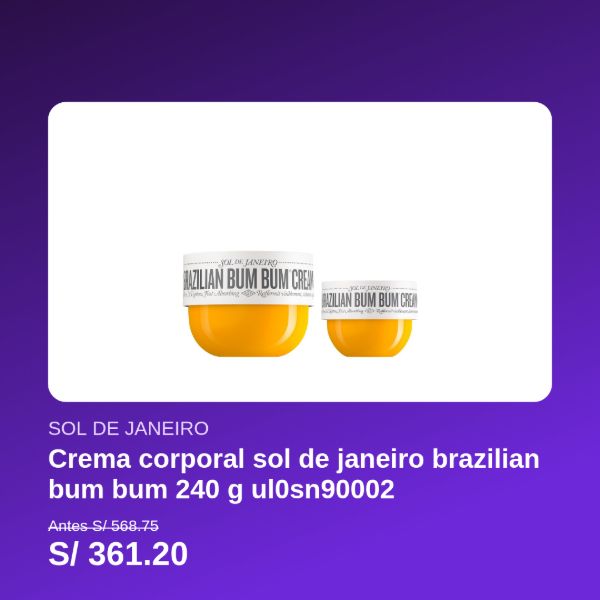 SOL DE JANEIRO
BRAZILIAN BUM BUM CREAM
SOL DE JANEIRO
BRAZILIAN BUM BUM CREAM
SOL DE JANEIRO
Crema corporal sol de janeiro brazilian
bum bum 240 g ul0sn90002
Antes S/ 568.75
S/ 361.20